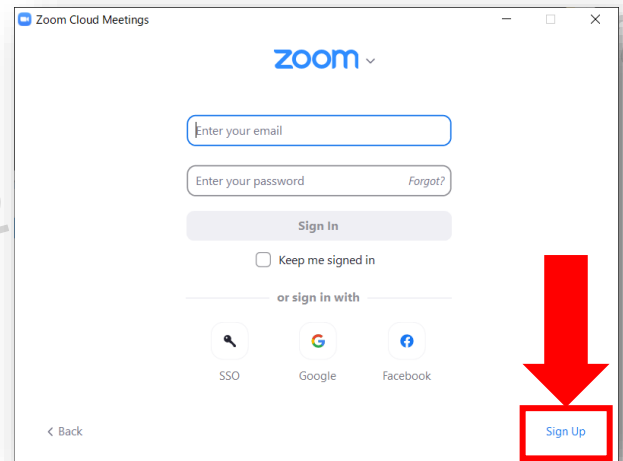 Zoom Cloud Meetings
zoom
Enter your email
Enter your password Forgot?
Sign In
Keep me signed in
or sign in with
SSO Google Facebook
< Back Sign Up